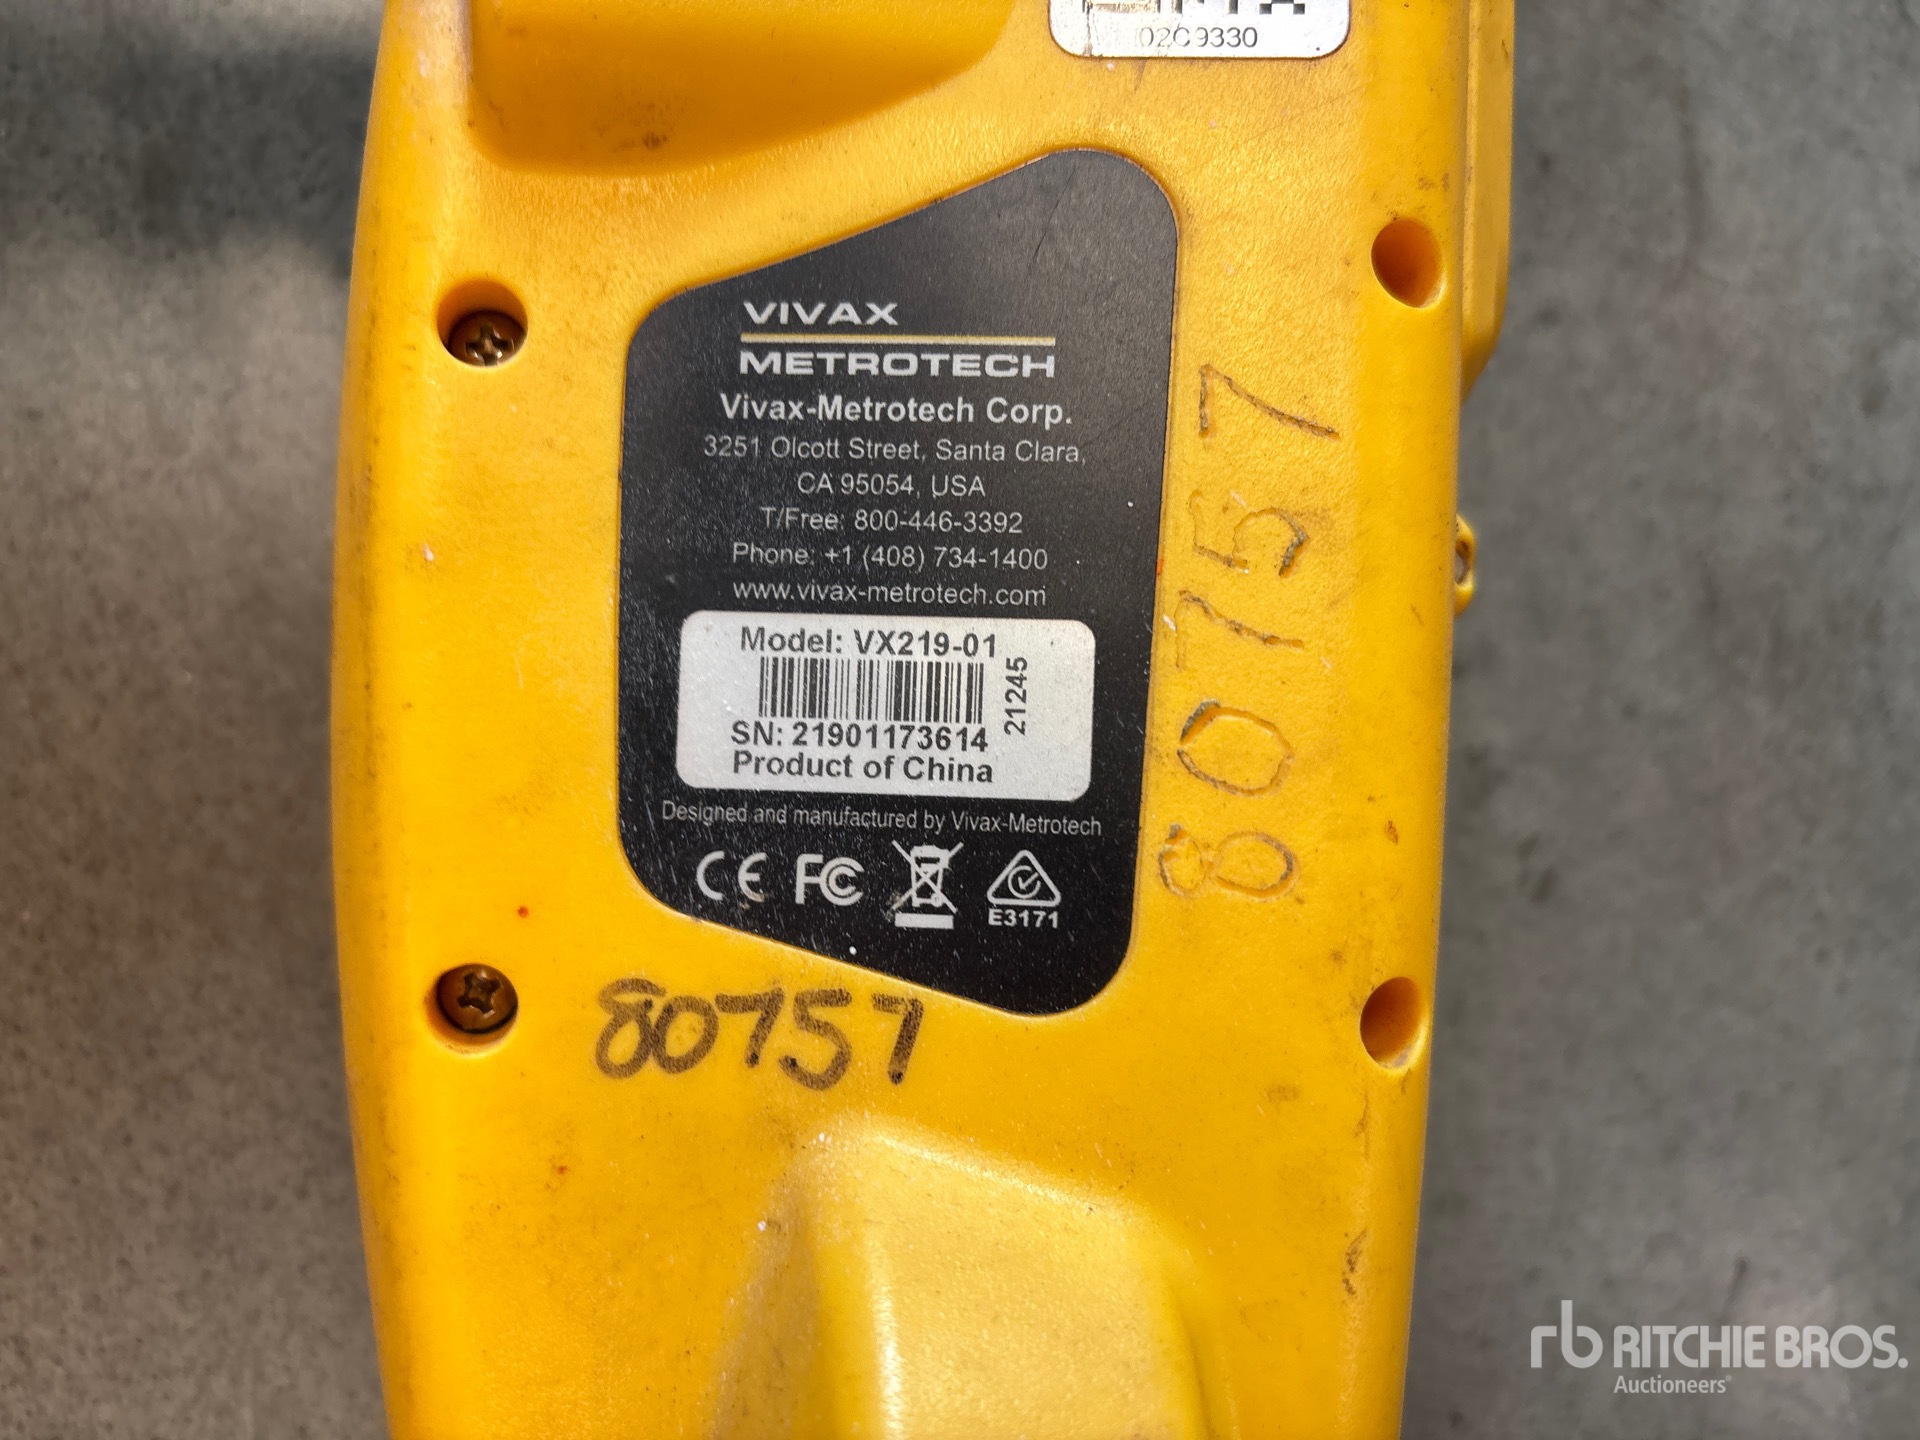 02C9330
VIVAX
METROTECH
Vivax-Metrotech Corp.
3251 Olcott Street, Santa Clara,
CA 95054, USA
T/Free: 800-446-3392
Phone: +1 (408) 734-1400
www.vivax-metrotech.com
Model: VX219-01
21245
SN: 21901173614
Product of China
Designed and manufactured by Vivax-Metrotech
CE FC
E3171
80757
80757
rb RITCHIE BROS.
Auctioneers